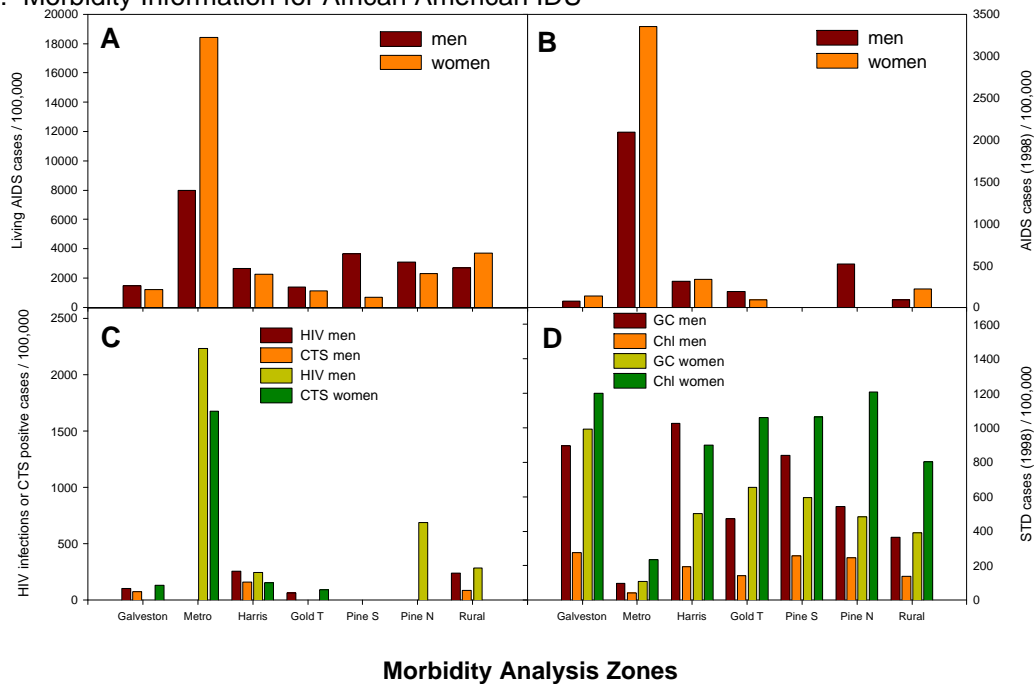 . Morbidity Information for African American IDS
A
men
women
Living AIDS cases / 100,000
20000
18000
16000
14000
12000
10000
8000
6000
4000
2000
0
B
men
women
3500
3000
2500
2000
1500
1000
500
0
AIDS cases (1998) / 100,000
C
HIV men
CTS men
HIV men
CTS women
HIV infections or CTS positve cases / 100,000
2500
2000
1500
1000
500
0
Galveston Metro Harris Gold T Pine S Pine N Rural
D
GC men
Chl men
GC women
Chl women
1600
1400
1200
1000
800
600
400
200
0
STD cases (1998) / 100,000
Galveston Metro Harris Gold T Pine S Pine N Rural
Morbidity Analysis Zones